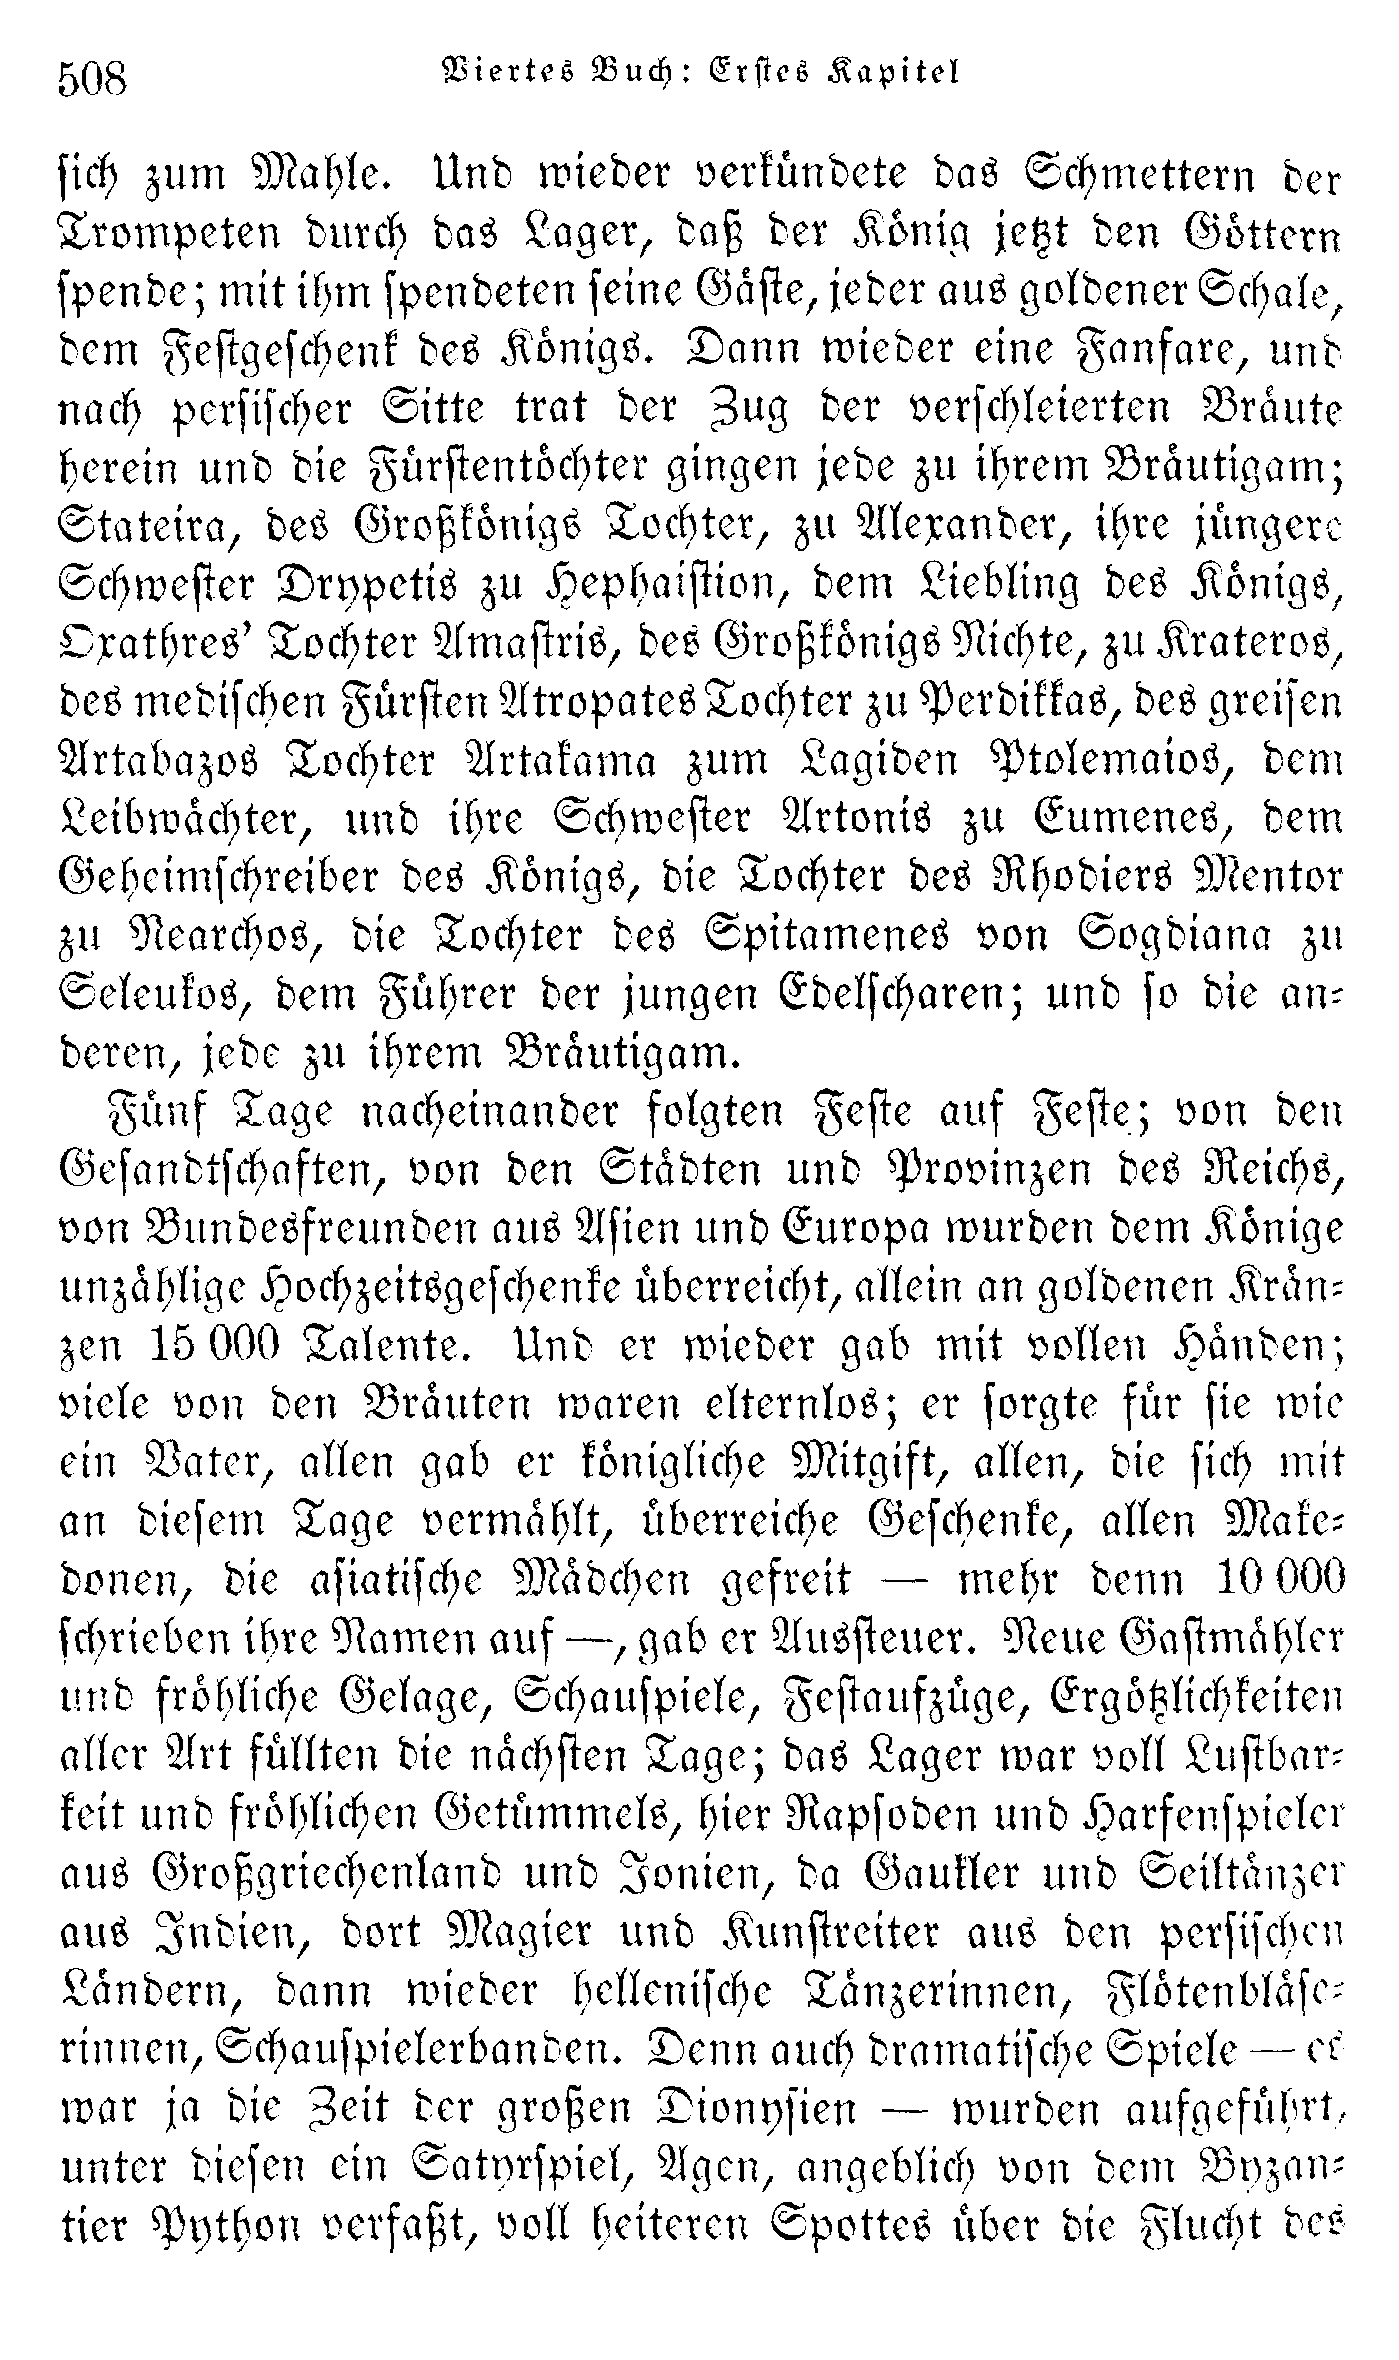 508 Viertes Buch: Erstes Kapitel
sich zum Mahle. Und wieder verkündete das Schmettern der
Trompeten durch das Lager, daß der König jetzt den Göttern
spende; mit ihm spendeten seine Gäste, jeder aus goldener Schale,
dem Festgeschenk des Königs. Dann wieder eine Fanfare, und
nach persischer Sitte trat der Zug der verschleierten Bräute
herein und die Fürstentöchter gingen jede zu ihrem Bräutigam;
Stateira, des Großkönigs Tochter, zu Alexander, ihre jüngere
Schwester Drypetis zu Hephaistion, dem Liebling des Königs,
Oxathres’ Tochter Amastris, des Großkönigs Nichte, zu Krateros,
des medischen Fürsten Atropates Tochter zu Perdikkas, des greisen
Artabazos Tochter Artakama zum Lagiden Ptolemaios, dem
Leibwächter, und ihre Schwester Artonis zu Eumenes, dem
Geheimschreiber des Königs, die Tochter des Rhodiers Mentor
zu Nearchos, die Tochter des Spitamenes von Sogdiana zu
Seleukos, dem Führer der jungen Edelscharen; und so die an-
deren, jede zu ihrem Bräutigam.
Fünf Tage nacheinander folgten Feste auf Feste; von den
Gesandtschaften, von den Städten und Provinzen des Reichs,
von Bundesfreunden aus Asien und Europa wurden dem Könige
unzählige Hochzeitsgeschenke überreicht, allein an goldenen Krän-
zen 15 000 Talente. Und er wieder gab mit vollen Händen;
viele von den Bräuten waren elternlos; er sorgte für sie wie
ein Vater, allen gab er königliche Mitgift, allen, die sich mit
an diesem Tage vermählt, überreiche Geschenke, allen Make-
donen, die asiatische Mädchen gefreit — mehr denn 10 000
schrieben ihre Namen auf —, gab er Aussteuer. Neue Gastmähler
und fröhliche Gelage, Schauspiele, Festaufzüge, Ergötzlichkeiten
aller Art füllten die nächsten Tage; das Lager war voll Lustbar-
keit und fröhlichen Getümmels, hier Rapsoden und Harfenspieler
aus Großgriechenland und Jonien, da Gaukler und Seiltänzer
aus Indien, dort Magier und Kunstreiter aus den persischen
Ländern, dann wieder hellenische Tänzerinnen, Flötenbläse-
rinnen, Schauspielerbanden. Denn auch dramatische Spiele — es
war ja die Zeit der großen Dionysien — wurden aufgeführt,
unter diesen ein Satyrspiel, Agen, angeblich von dem Byzan-
tier Python verfaßt, voll heiteren Spottes über die Flucht des